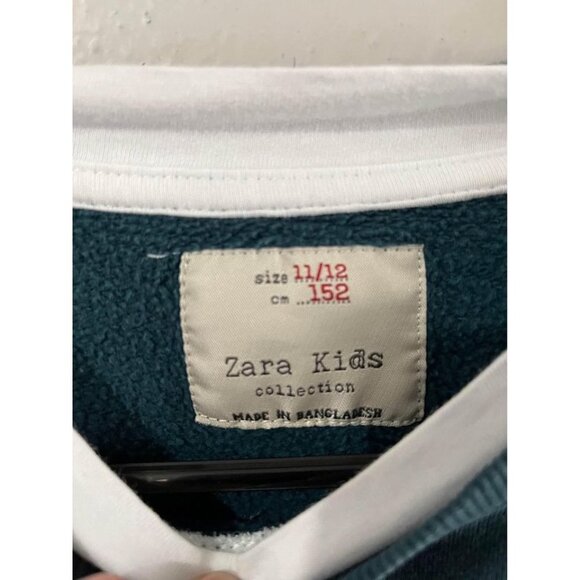 size 11/12
cm 152
Zara Kids
collection
MADE IN BANGLADESH